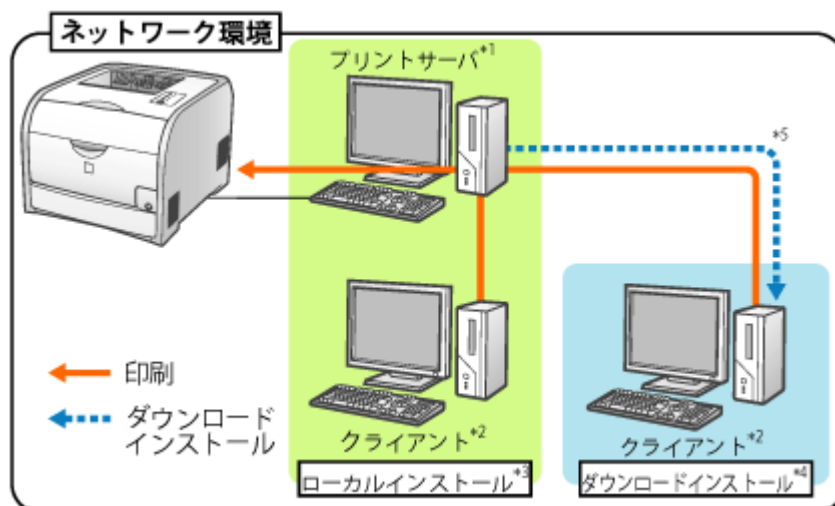 ネットワーク環境
プリントサーバ*1
*5
クライアント*2
ローカルインストール*3
クライアント*2
ダウンロードインストール*4
印刷
ダウンロード
インストール